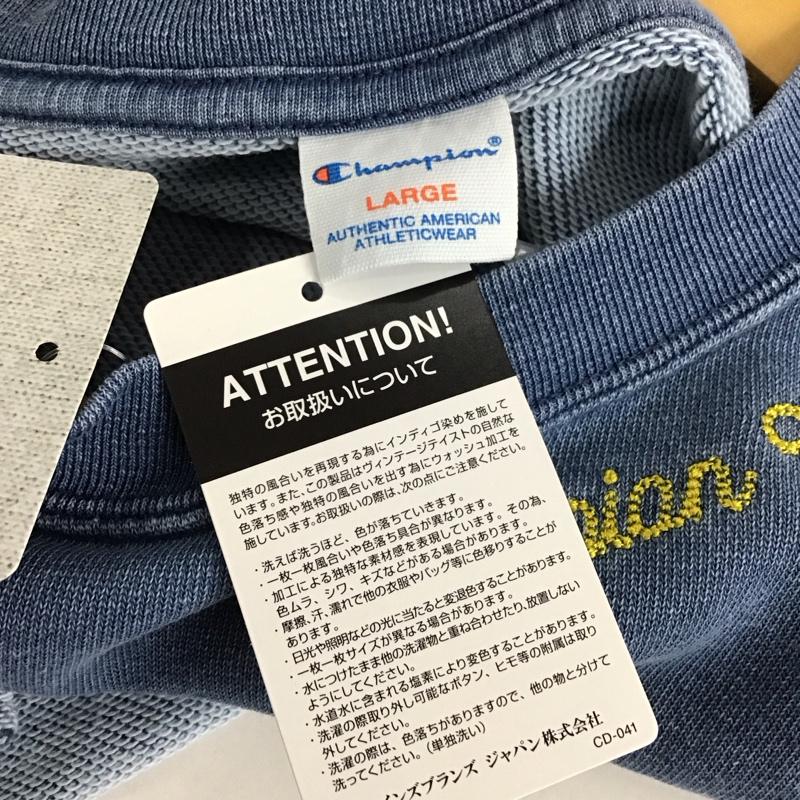 Champion®
LARGE
AUTHENTIC AMERICAN
ATHLETICWEAR
ATTENTION!
お取扱いについて
独特の風合いを再現する為にインディゴ染めを施して
います。また、この製品はヴィンテージテイストの自然な
色落ち感や独特の風合いを出す為にウォッシュ加工を
施しています。お取扱いの際は、次の点にご注意ください。
・洗えば洗うほど、色が落ちていきます。
・一枚一枚風合いや色落ち具合が異なります。
・加工による独特な素材感を表現しています。その為、
色ムラ、シワ、キズなどがある場合があります。
・摩擦、汗、濡れで他の衣服やバッグ等に色移りすることが
あります。
・日光や照明などの光に当たると変退色することがあります。
・一枚一枚サイズが異なる場合があります。
・水につけたまま他の洗濯物と重ね合わせたり、放置しない
ようにしてください。
・水道水に含まれる塩素により変色することがあります。
・洗濯の際取り外し可能なボタン、ヒモ等の附属は取り
外してください。
・洗濯の際は、色落ちがありますので、他の物と分けて
洗ってください。（単独洗い）
インズブランズ ジャパン株式会社
CD-041
pion